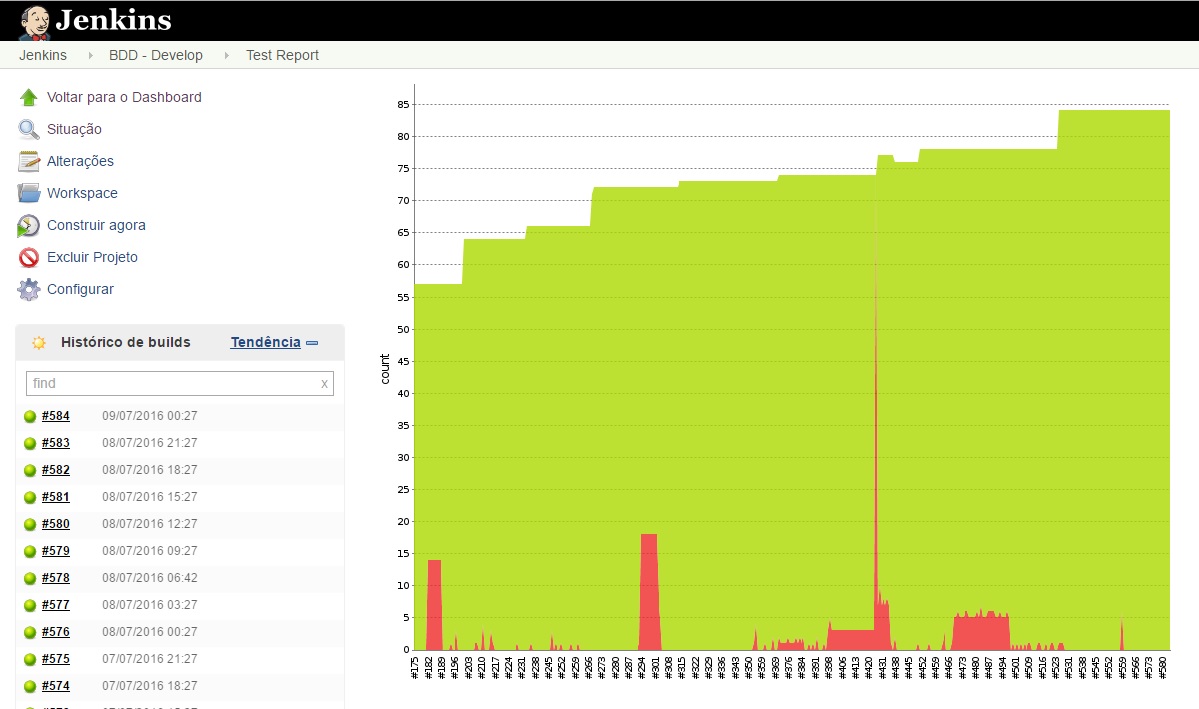 Jenkins
Jenkins BDD - Develop Test Report
Voltar para o Dashboard
Situação
Alterações
Workspace
Construir agora
Excluir Projeto
Configurar
Histórico de builds Tendência
find x
#584 09/07/2016 00:27
#583 08/07/2016 21:27
#582 08/07/2016 18:27
#581 08/07/2016 15:27
#580 08/07/2016 12:27
#579 08/07/2016 09:27
#578 08/07/2016 06:42
#577 08/07/2016 03:27
#576 08/07/2016 00:27
#575 07/07/2016 21:27
#574 07/07/2016 18:27
85
80
75
70
65
60
55
50
45
40
35
30
25
20
15
10
5
0
count
#175 #182 #189 #196 #203 #210 #217 #224 #231 #238 #245 #252 #259 #266 #273 #280 #287 #294 #301 #308 #315 #322 #329 #336 #343 #350 #359 #369 #376 #384 #391 #398 #406 #413 #420 #431 #438 #445 #452 #459 #466 #473 #480 #487 #494 #501 #509 #516 #523 #531 #538 #545 #552 #559 #566 #573 #580